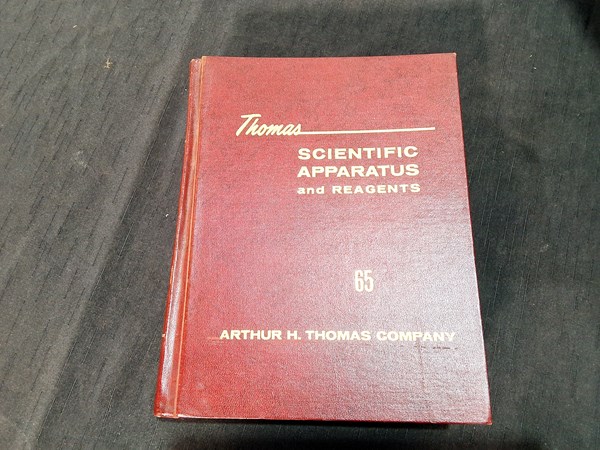 Thomas
SCIENTIFIC
APPARATUS
and REAGENTS
65
ARTHUR H. THOMAS COMPANY